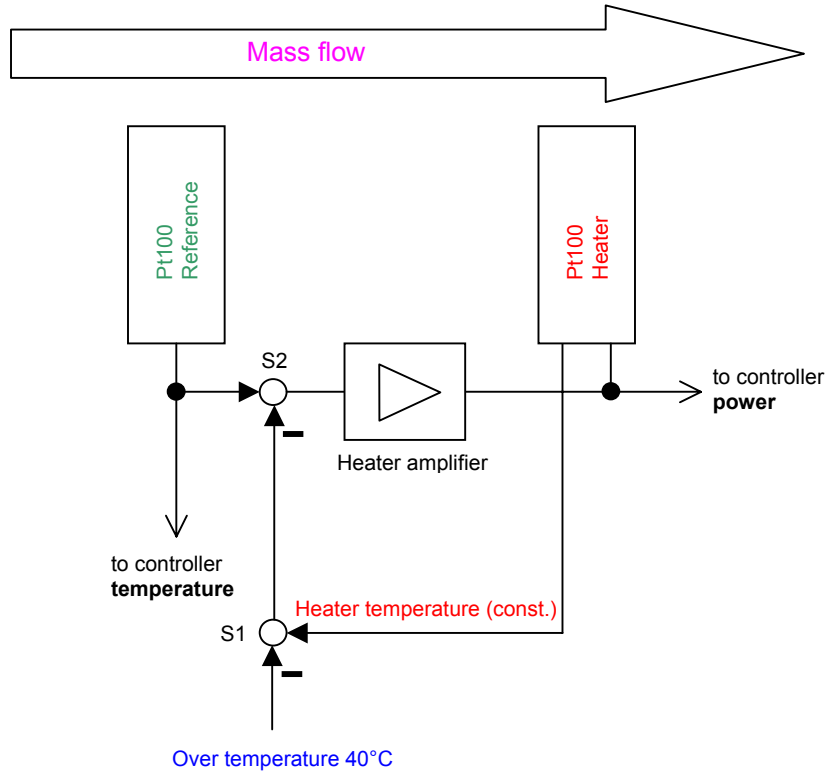 Mass flow
Pt100
Reference
Pt100
Heater
S2
to controller
power
Heater amplifier
to controller
temperature
Heater temperature (const.)
S1
Over temperature 40°C